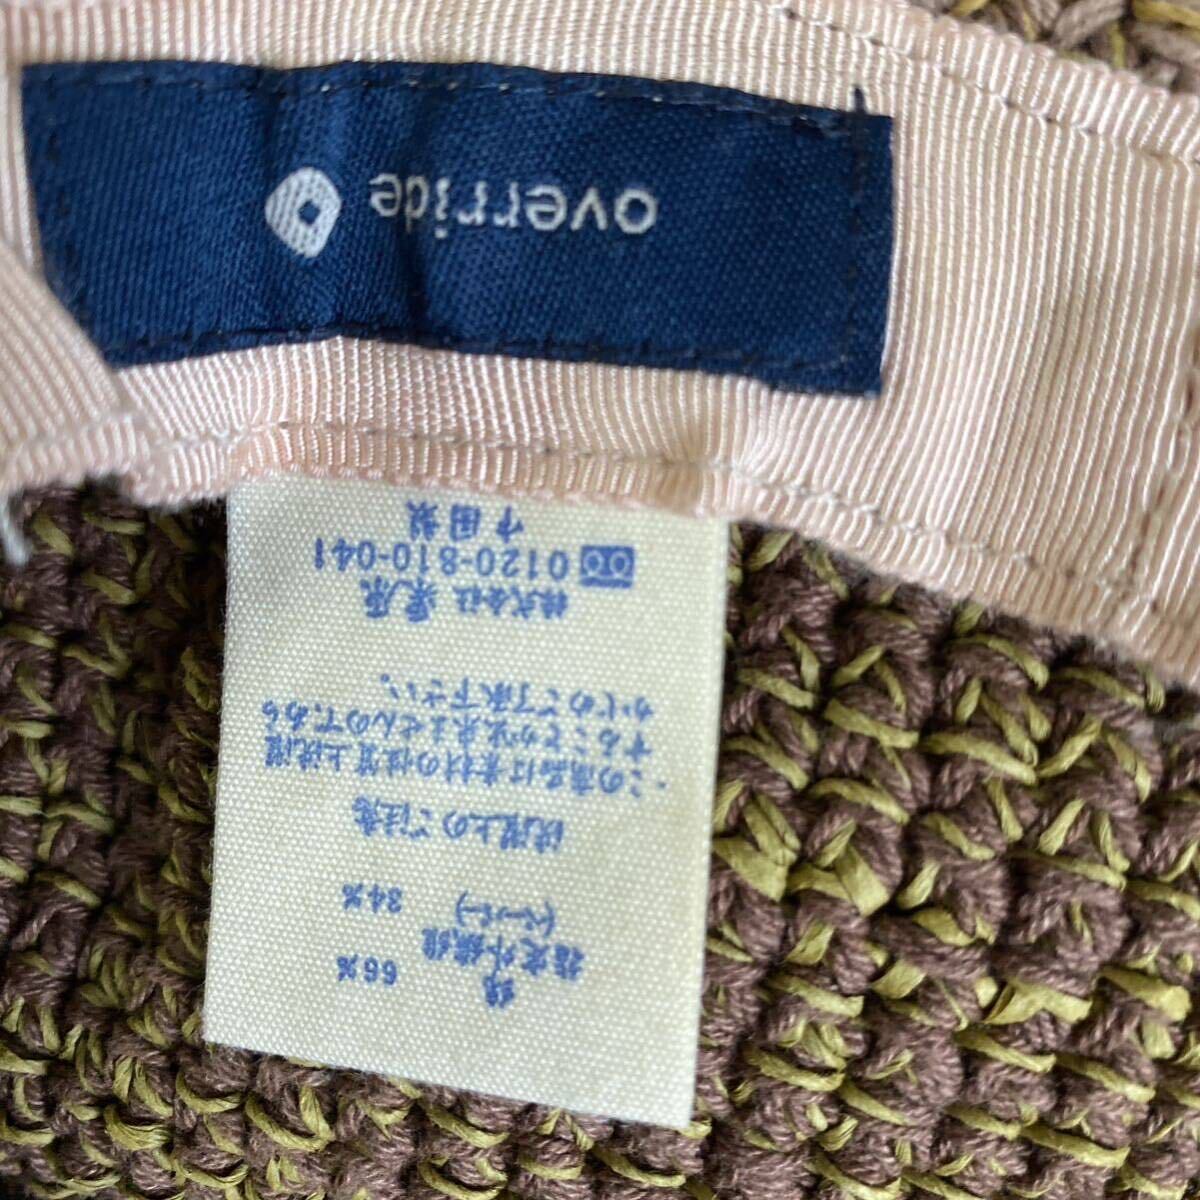 override
綿 66%
指定外繊維
(ペーパー) 34%
洗濯上のご注意
・この商品は素材の性質上洗濯
することが出来ませんので、あら
かじめご了承下さい。
株式会社 栗原
0120-810-041
中国製